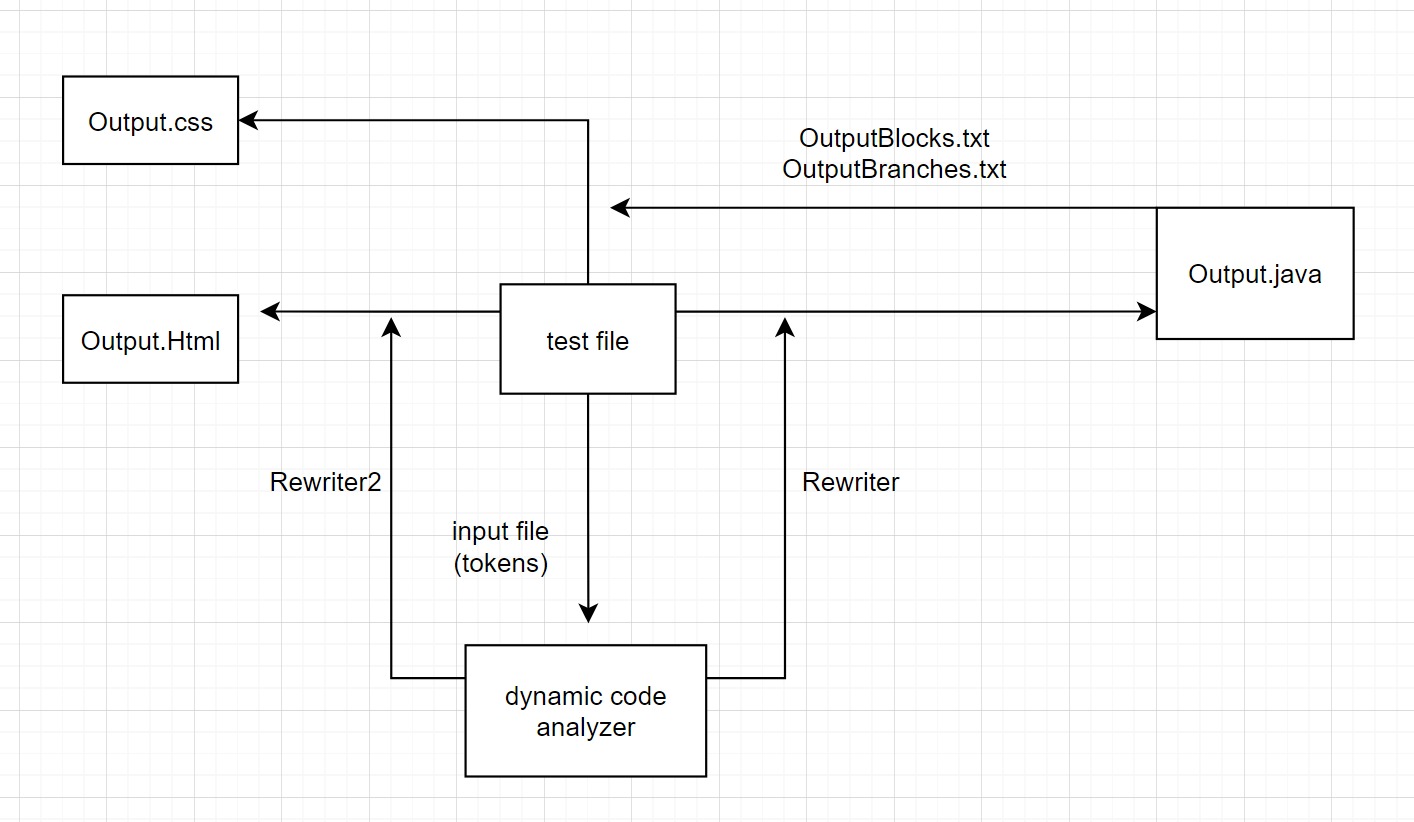 Output.css
OutputBlocks.txt
OutputBranches.txt
Output.java
Output.Html
test file
Rewriter2
Rewriter
input file
(tokens)
dynamic code
analyzer